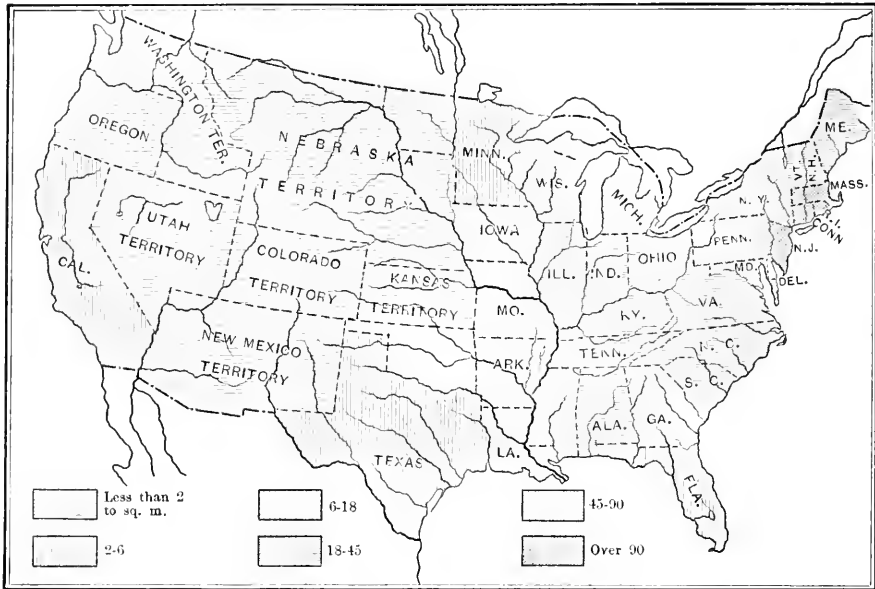 WASHINGTON TER.
OREGON
NEBRASKA
TERRITORY
MINN.
WIS.
MICH.
ME.
VT.
N.H.
MASS.
R.I.
CONN
N.Y.
UTAH
TERRITORY
IOWA
PENN.
N.J.
CAL.
COLORADO
TERRITORY
KANSAS
TERRITORY
ILL.
IND.
OHIO
MD.
DEL.
MO.
KY.
VA.
NEW MEXICO
TERRITORY
ARK.
TENN.
N. C.
S. C.
ALA.
GA.
TEXAS
LA.
FLA.
Less than 2
to sq. m.
6-18
45-90
2-6
18-45
Over 90